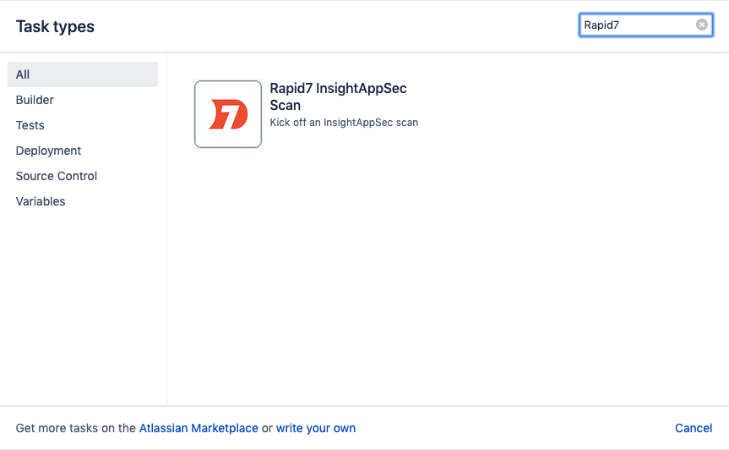 Task types
Rapid7
All
Builder
Tests
Deployment
Source Control
Variables
7
Rapid7 InsightAppSec
Scan
Kick off an InsightAppSec scan
Get more tasks on the Atlassian Marketplace or write your own
Cancel